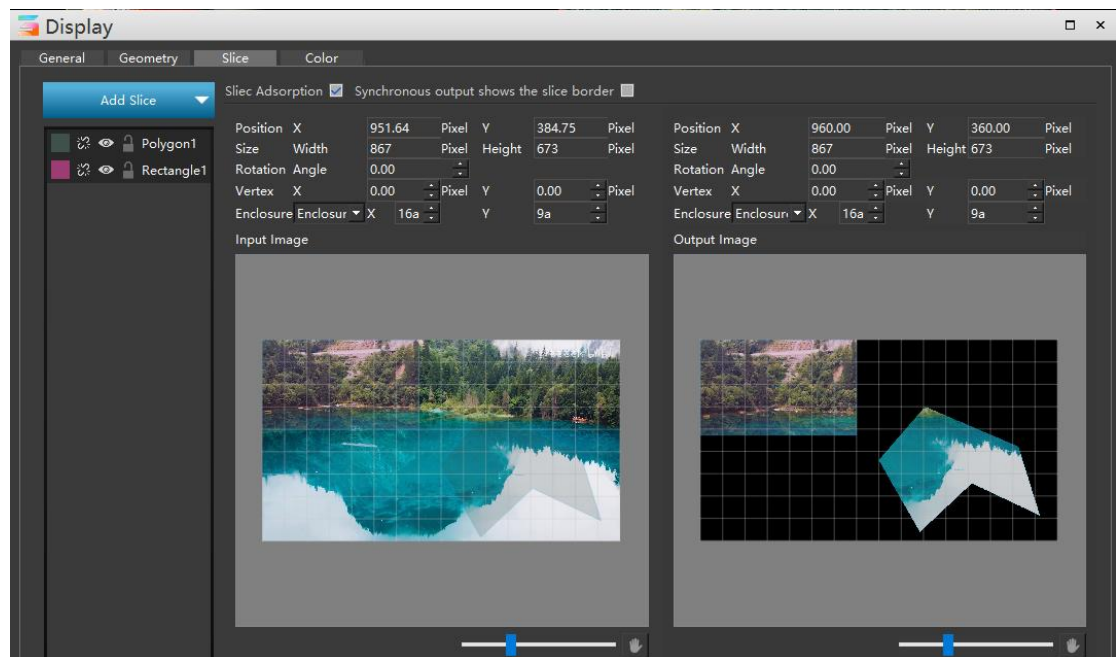 Display
General Geometry Slice Color
Add Slice
Sliec Adsorption Synchronous output shows the slice border
Polygon1
Rectangle1
Position X 951.64 Pixel Y 384.75 Pixel
Size Width 867 Pixel Height 673 Pixel
Rotation Angle 0.00
Vertex X 0.00 Pixel Y 0.00 Pixel
Enclosure Enclosur X 16a Y 9a
Input Image
Position X 960.00 Pixel Y 360.00 Pixel
Size Width 867 Pixel Height 673 Pixel
Rotation Angle 0.00
Vertex X 0.00 Pixel Y 0.00 Pixel
Enclosure Enclosur X 16a Y 9a
Output Image